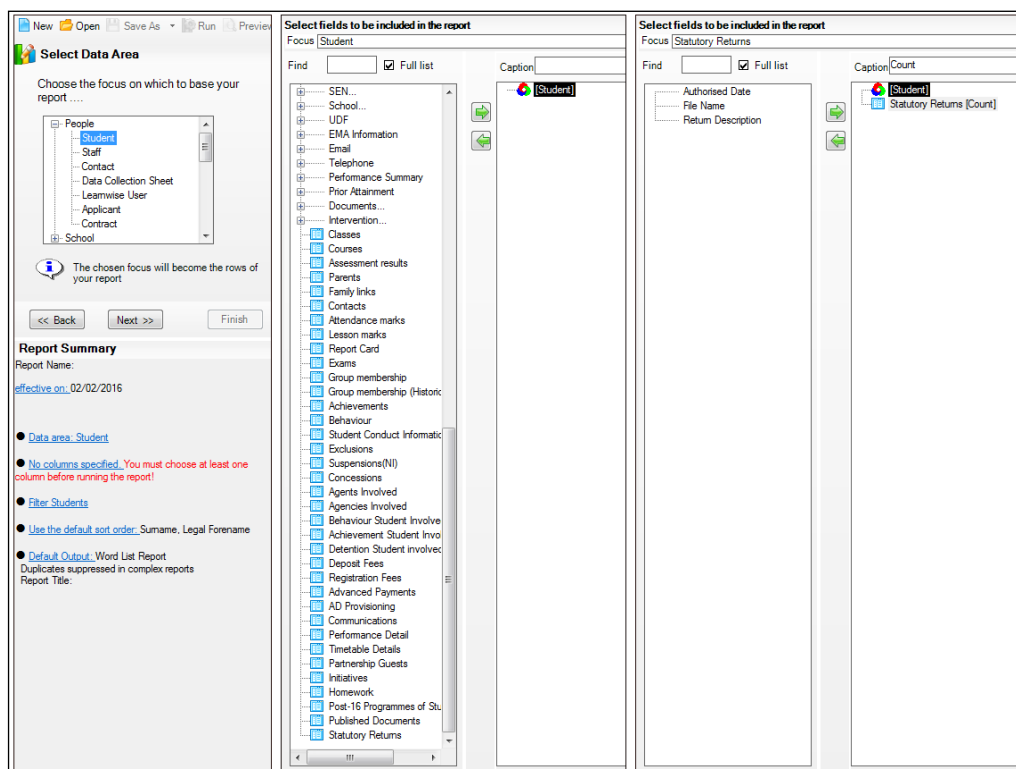 New Open Save As Run Preview
Select Data Area
Choose the focus on which to base your
report ....
People
Student
Staff
Contact
Data Collection Sheet
Learnwise User
Applicant
Contract
School
The chosen focus will become the rows of
your report
<< Back Next >> Finish
Report Summary
Report Name:
effective on: 02/02/2016
Data area: Student
No columns specified. You must choose at least one
column before running the report!
Filter Students
Use the default sort order: Surname, Legal Forename
Default Output: Word List Report
Duplicates suppressed in complex reports
Report Title:
Select fields to be included in the report
Focus Student
Find Full list Caption
SEN...
School...
UDF
EMA Information
Email
Telephone
Performance Summary
Prior Attainment
Documents...
Intervention...
Classes
Courses
Assessment results
Parents
Family links
Contacts
Attendance marks
Lesson marks
Report Card
Exams
Group membership
Group membership (Historic
Achievements
Behaviour
Student Conduct Informatic
Exclusions
Suspensions(NI)
Concessions
Agents Involved
Agencies Involved
Behaviour Student Involve
Achievement Student Invo
Detention Student involvec
Deposit Fees
Registration Fees
Advanced Payments
AD Provisioning
Communications
Performance Detail
Timetable Details
Partnership Guests
Initiatives
Homework
Post-16 Programmes of Stu
Published Documents
Statutory Returns
[Student]
Select fields to be included in the report
Focus Statutory Returns
Find Full list Caption Count
Authorised Date
File Name
Return Description
[Student]
Statutory Returns [Count]